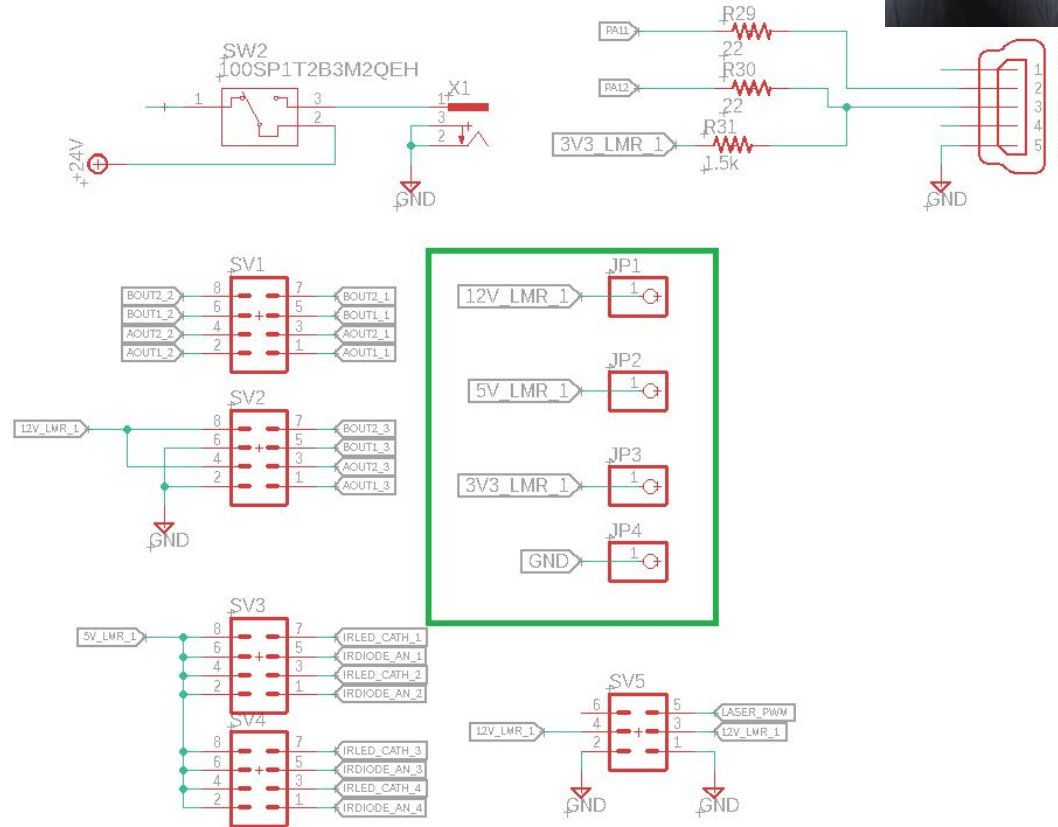 SW2
100SP1T2B3M2QEH
1
3
2
+24V
X1
1
3
2
GND
PA11
R29
22
PA12
R30
22
3V3_LMR_1
R31
1.5k
1
2
3
4
5
GND
SV1
BOUT2_2 8 7 BOUT2_1
BOUT1_2 6 5 BOUT1_1
AOUT2_2 4 3 AOUT2_1
AOUT1_2 2 1 AOUT1_1
SV2
12V_LMR_1 8 7 BOUT2_3
6 5 BOUT1_3
4 3 AOUT2_3
2 1 AOUT1_3
GND
JP1
12V_LMR_1 1
JP2
5V_LMR_1 1
JP3
3V3_LMR_1 1
JP4
GND 1
SV3
5V_LMR_1 8 7 IRLED_CATH_1
6 5 IRDIODE_AN_1
4 3 IRLED_CATH_2
2 1 IRDIODE_AN_2
SV4
8 7 IRLED_CATH_3
6 5 IRDIODE_AN_3
4 3 IRLED_CATH_4
2 1 IRDIODE_AN_4
SV5
6 5 LASER_PWM
12V_LMR_1 4 3 12V_LMR_1
2 1
GND GND